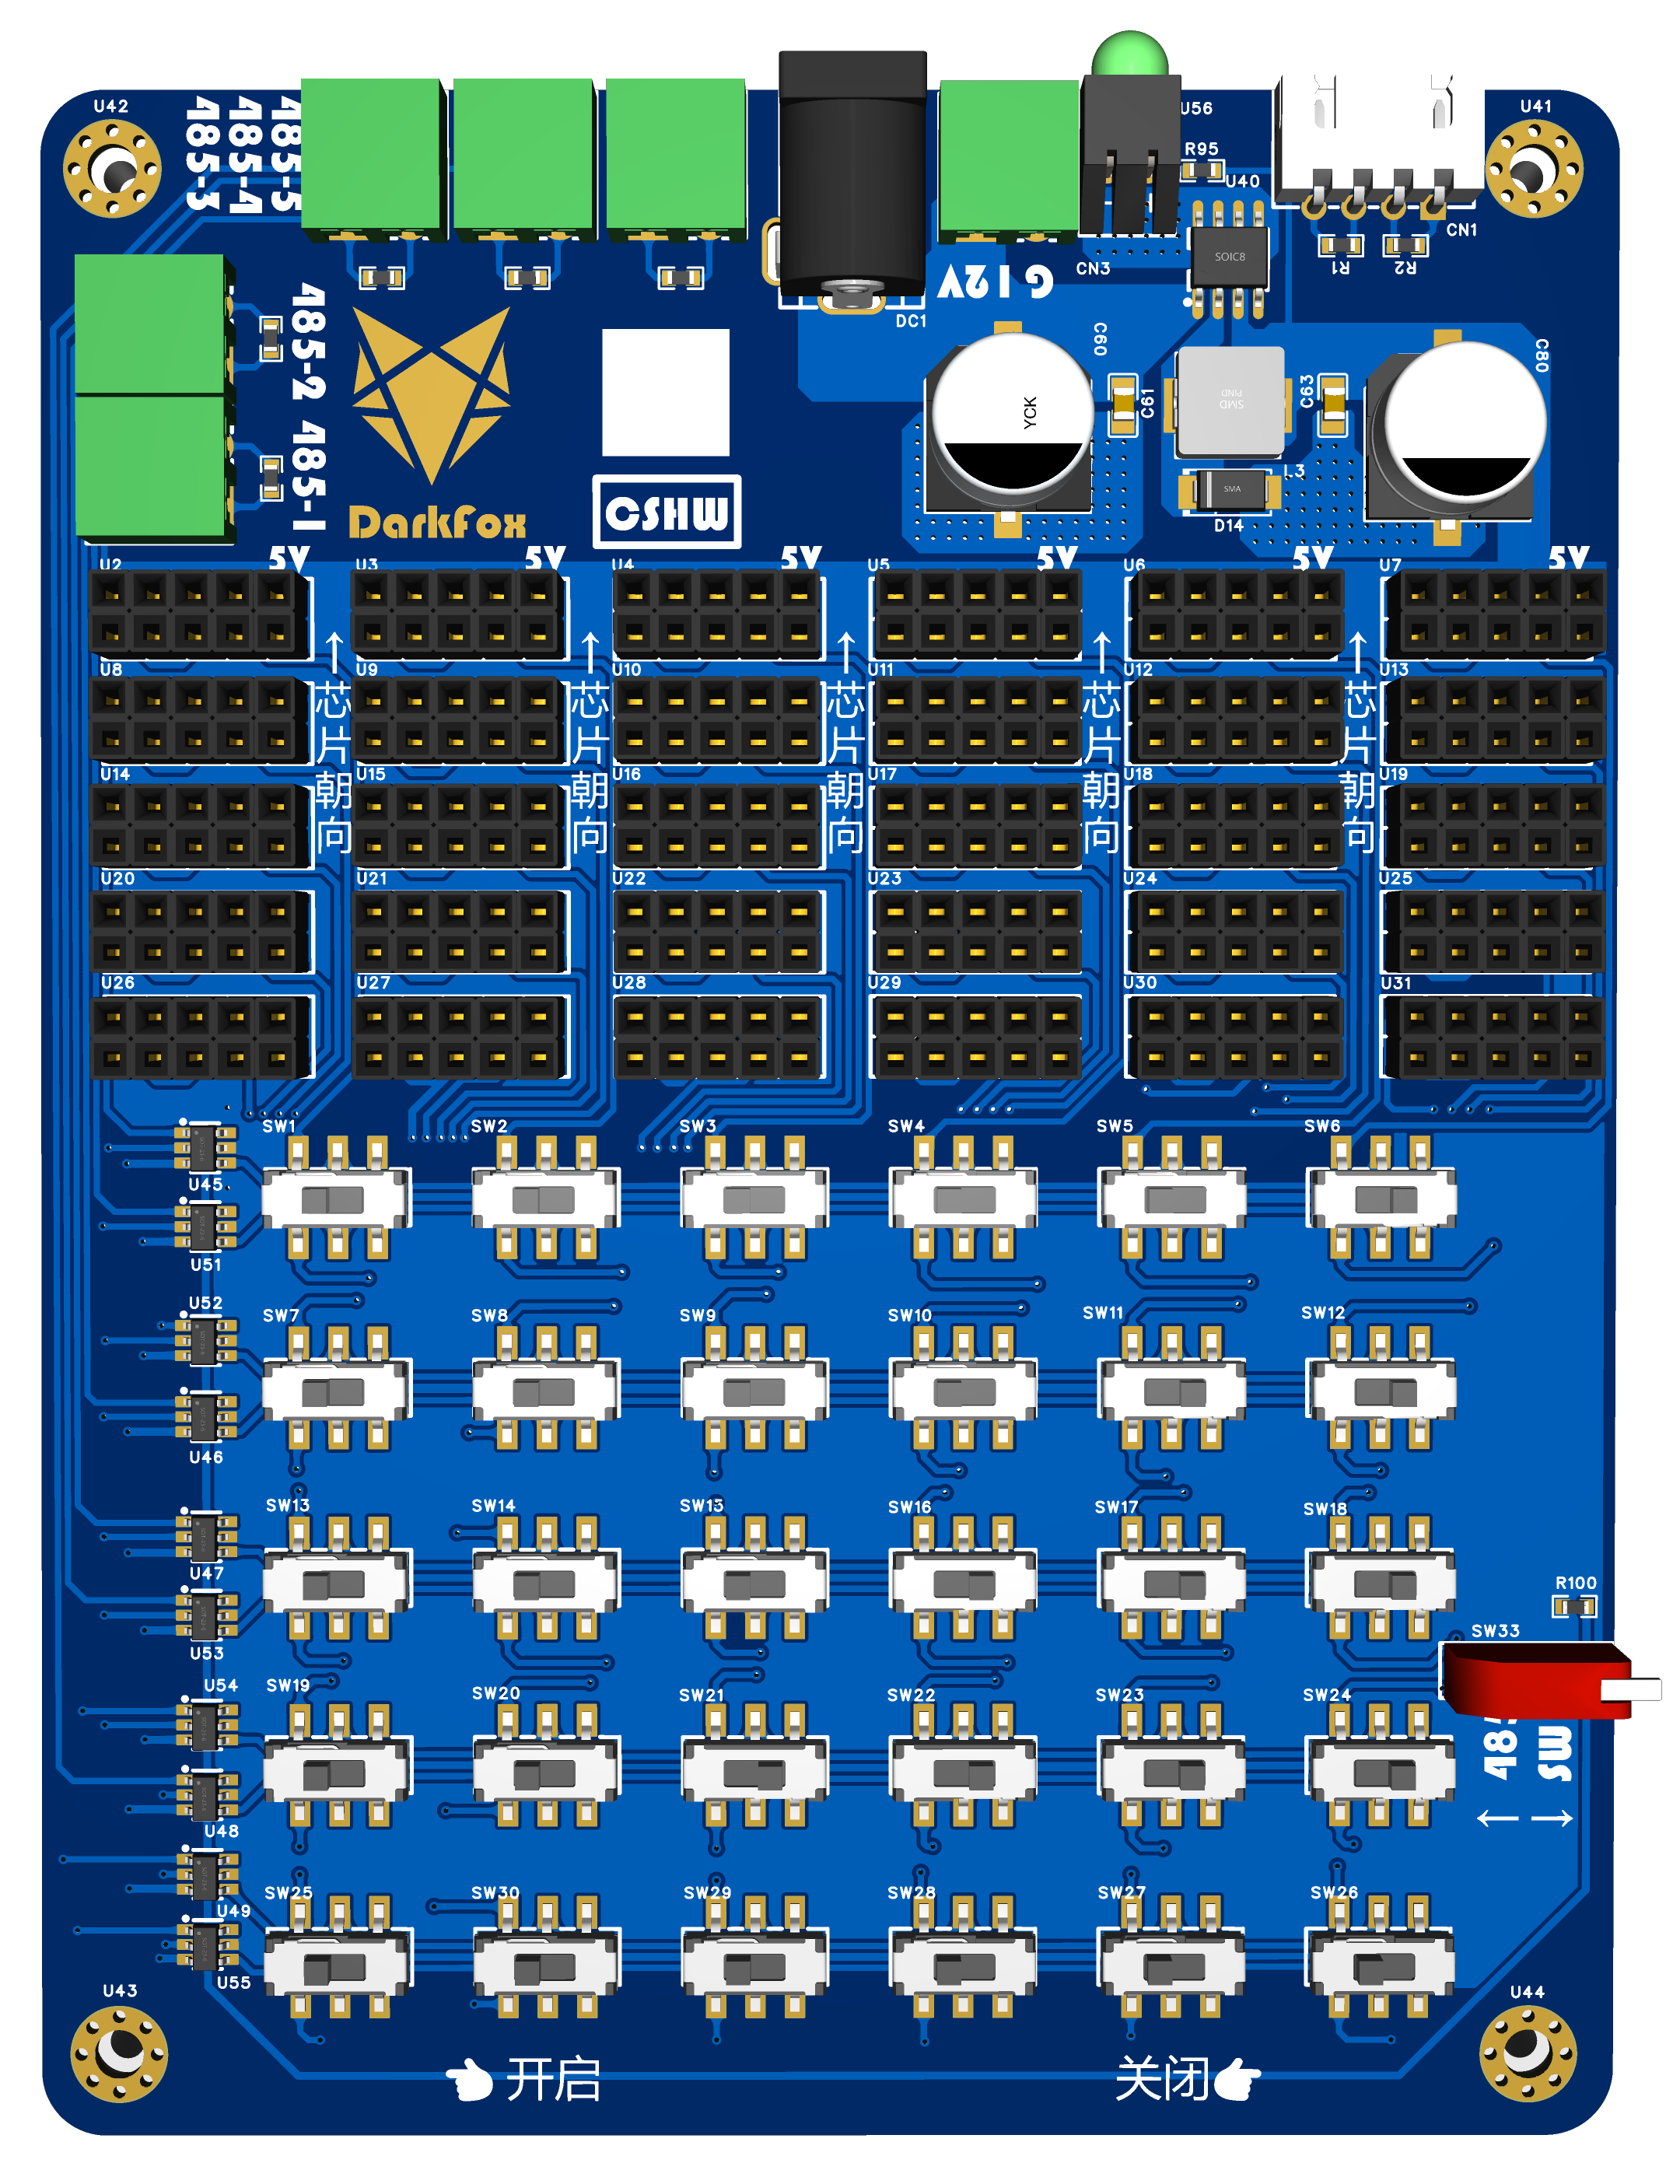 U42
485-3
485-4
485-5
U56
R95
U40
U41
CN1
R1
R2
SOIC8
CN3
G12V
DC1
485-2
485-1
DarkFox
CSHW
C60
YCK
C61
SMD
PIND
C63
C80
L3
SMA
D14
U2
5V
U3
5V
U4
5V
U5
5V
U6
5V
U7
5V
U8
U9
U10
U11
U12
U13
芯片朝向
芯片朝向
芯片朝向
芯片朝向
芯片朝向
U14
U15
U16
U17
U18
U19
U20
U21
U22
U23
U24
U25
U26
U27
U28
U29
U30
U31
SW1
SW2
SW3
SW4
SW5
SW6
U45
U51
U52
SW7
SW8
SW9
SW10
SW11
SW12
U46
SW13
SW14
SW15
SW16
SW17
SW18
U47
R100
SW33
U53
U54
SW19
SW20
SW21
SW22
SW23
SW24
SW
U48
SW25
SW30
SW29
SW28
SW27
SW26
U49
U55
U43
U44
开启
关闭